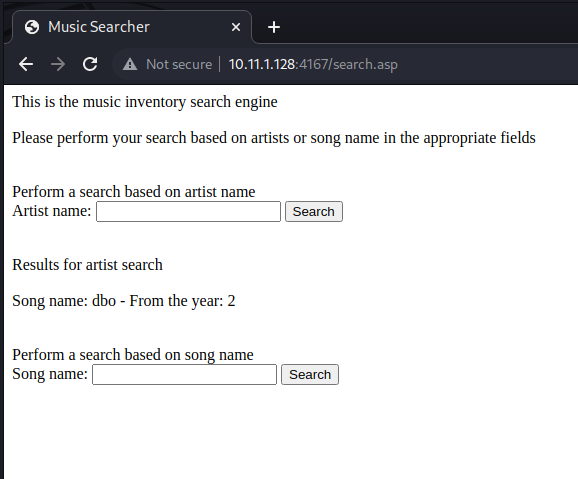 Music Searcher
Not secure | 10.11.1.128:4167/search.asp
This is the music inventory search engine
Please perform your search based on artists or song name in the appropriate fields
Perform a search based on artist name
Artist name: Search
Results for artist search
Song name: dbo - From the year: 2
Perform a search based on song name
Song name: Search